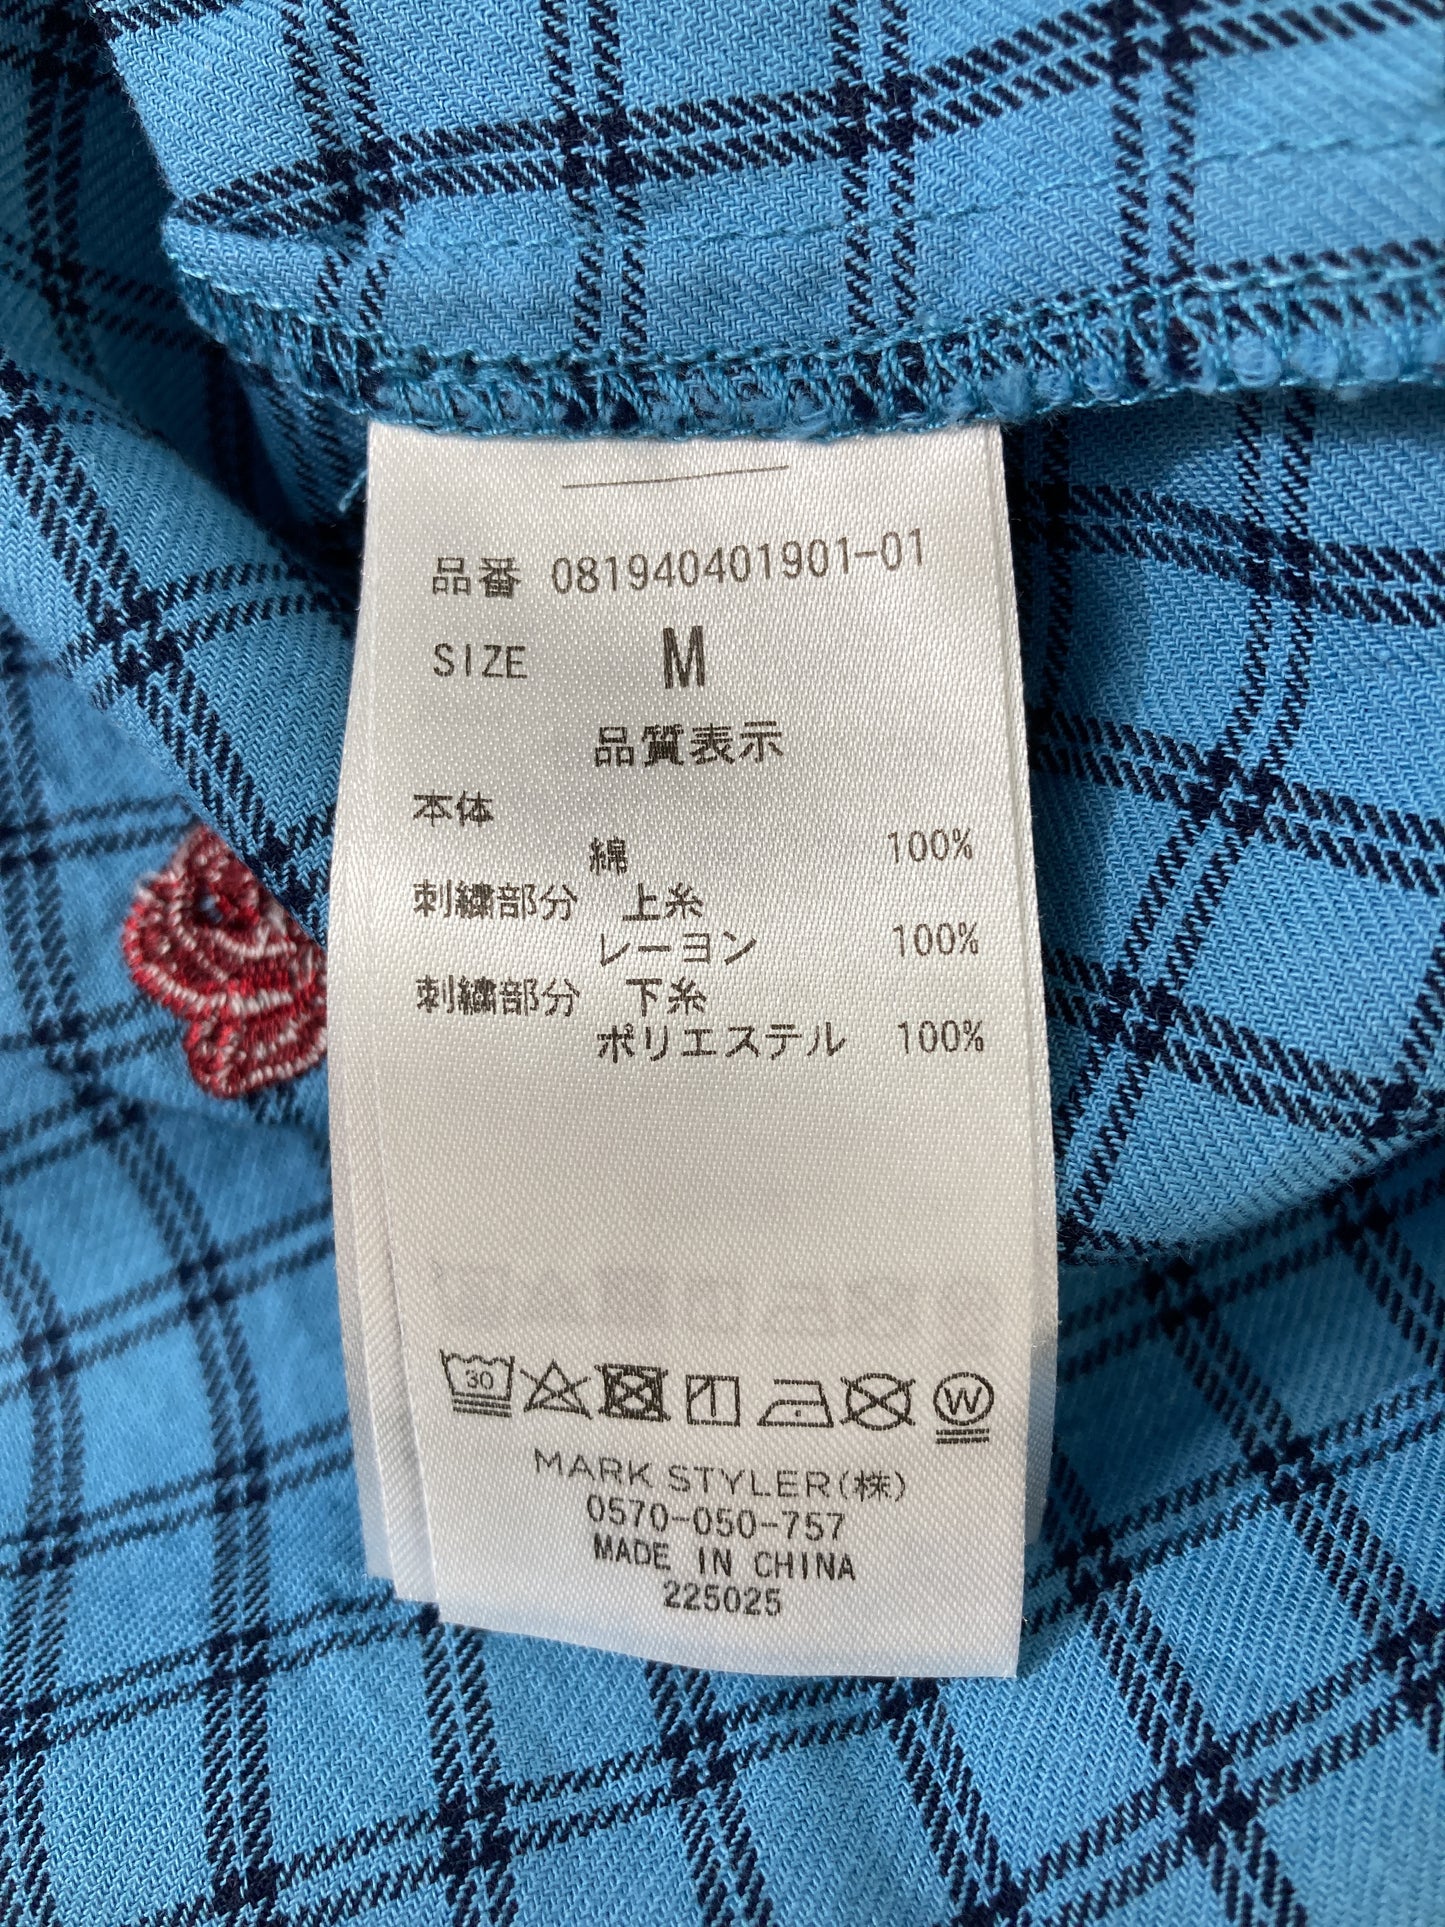 品番 081940401901-01
SIZE M
品質表示
本体
綿 100%
刺繍部分 上糸
レーヨン 100%
刺繍部分 下糸
ポリエステル 100%
30
W
MARK STYLER(株)
0570-050-757
MADE IN CHINA
225025